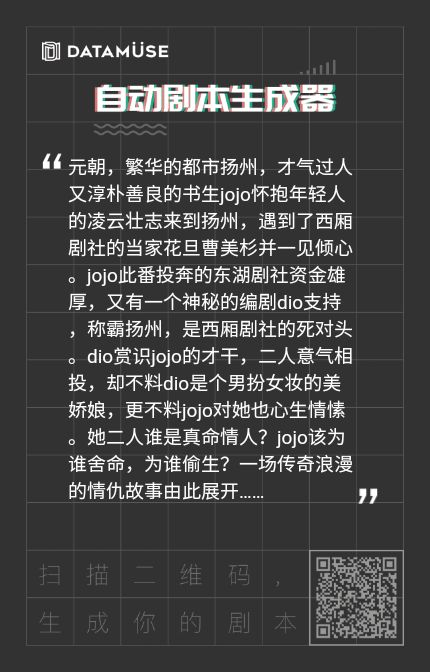 DATAMÜSE
自动剧本生成器
“ 元朝，繁华的都市扬州，才气过人
又淳朴善良的书生jojo怀抱年轻人
的凌云壮志来到扬州，遇到了西厢
剧社的当家花旦曹美杉并一见倾心
。jojo此番投奔的东湖剧社资金雄
厚，又有一个神秘的编剧dio支持
，称霸扬州，是西厢剧社的死对头
。dio赏识jojo的才干，二人意气相
投，却不料dio是个男扮女妆的美
娇娘，更不料jojo对她也心生情愫
。她二人谁是真命情人？jojo该为
谁舍命，为谁偷生？一场传奇浪漫
的情仇故事由此展开…… ”
扫描二维码，
生成你的剧本